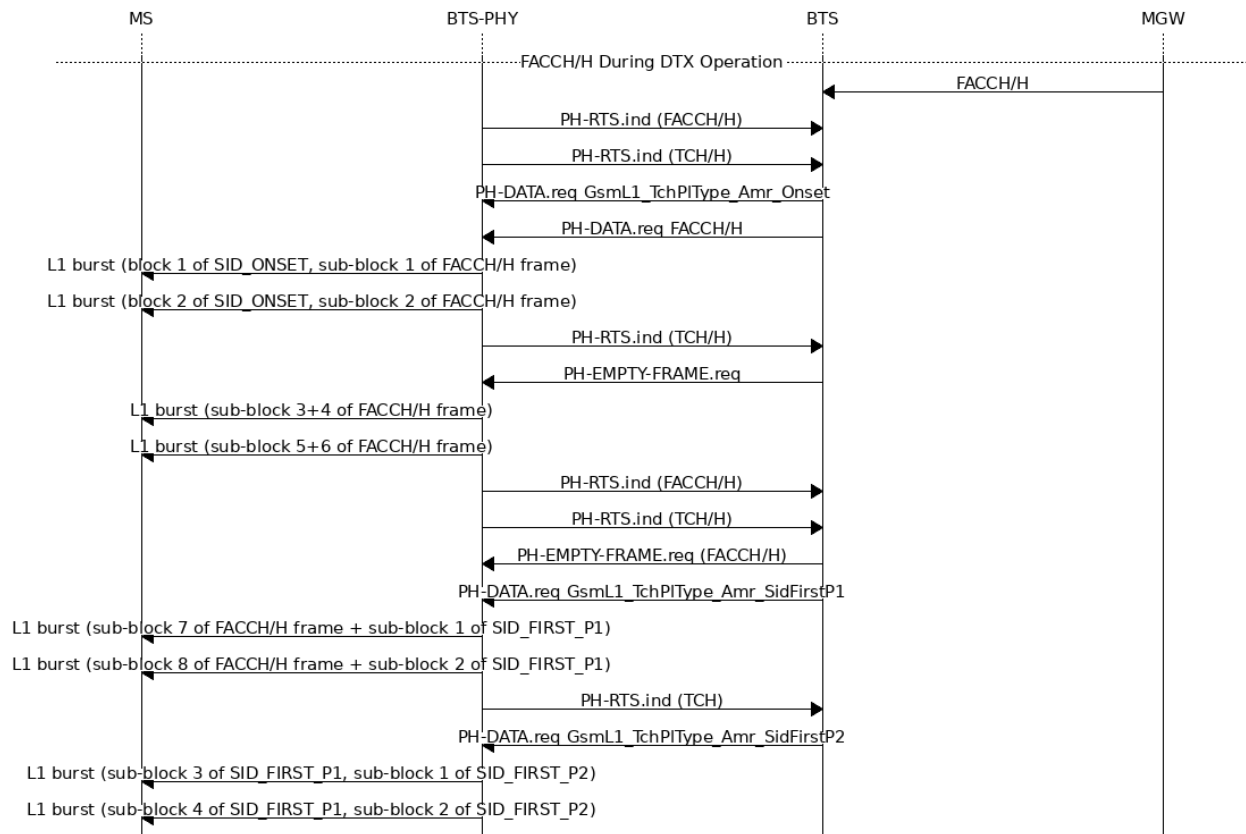 MS BTS-PHY BTS MGW
FACCH/H During DTX Operation
FACCH/H
PH-RTS.ind (FACCH/H)
PH-RTS.ind (TCH/H)
PH-DATA.req GsmL1_TchPlType_Amr_Onset
PH-DATA.req FACCH/H
L1 burst (block 1 of SID_ONSET, sub-block 1 of FACCH/H frame)
L1 burst (block 2 of SID_ONSET, sub-block 2 of FACCH/H frame)
PH-RTS.ind (TCH/H)
PH-EMPTY-FRAME.req
L1 burst (sub-block 3+4 of FACCH/H frame)
L1 burst (sub-block 5+6 of FACCH/H frame)
PH-RTS.ind (FACCH/H)
PH-RTS.ind (TCH/H)
PH-EMPTY-FRAME.req (FACCH/H)
PH-DATA.req GsmL1_TchPlType_Amr_SidFirstP1
L1 burst (sub-block 7 of FACCH/H frame + sub-block 1 of SID_FIRST_P1)
L1 burst (sub-block 8 of FACCH/H frame + sub-block 2 of SID_FIRST_P1)
PH-RTS.ind (TCH)
PH-DATA.req GsmL1_TchPlType_Amr_SidFirstP2
L1 burst (sub-block 3 of SID_FIRST_P1, sub-block 1 of SID_FIRST_P2)
L1 burst (sub-block 4 of SID_FIRST_P1, sub-block 2 of SID_FIRST_P2)